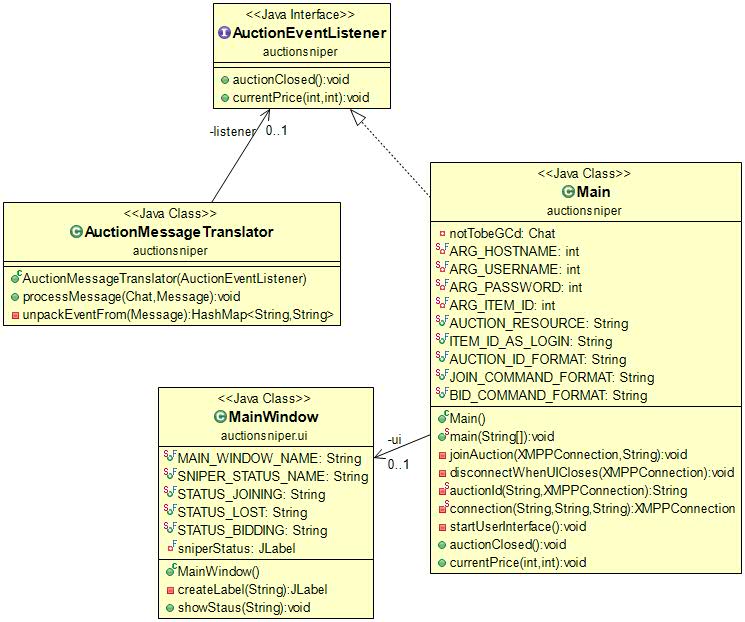 <<Java Interface>>
AuctionEventListener
auctionsniper
auctionClosed():void
currentPrice(int,int):void
-listener 0..1
<<Java Class>>
AuctionMessageTranslator
auctionsniper
AuctionMessageTranslator(AuctionEventListener)
processMessage(Chat,Message):void
unpackEventFrom(Message):HashMap<String,String>
<<Java Class>>
Main
auctionsniper
notTobeGCd: Chat
ARG_HOSTNAME: int
ARG_USERNAME: int
ARG_PASSWORD: int
ARG_ITEM_ID: int
AUCTION_RESOURCE: String
ITEM_ID_AS_LOGIN: String
AUCTION_ID_FORMAT: String
JOIN_COMMAND_FORMAT: String
BID_COMMAND_FORMAT: String
Main()
main(String[]):void
joinAuction(XMPPConnection,String):void
disconnectWhenUICloses(XMPPConnection):void
auctionId(String,XMPPConnection):String
connection(String,String,String):XMPPConnection
startUserInterface():void
auctionClosed():void
currentPrice(int,int):void
-ui
0..1
<<Java Class>>
MainWindow
auctionsniper.ui
MAIN_WINDOW_NAME: String
SNIPER_STATUS_NAME: String
STATUS_JOINING: String
STATUS_LOST: String
STATUS_BIDDING: String
sniperStatus: JLabel
MainWindow()
createLabel(String):JLabel
showStaus(String):void